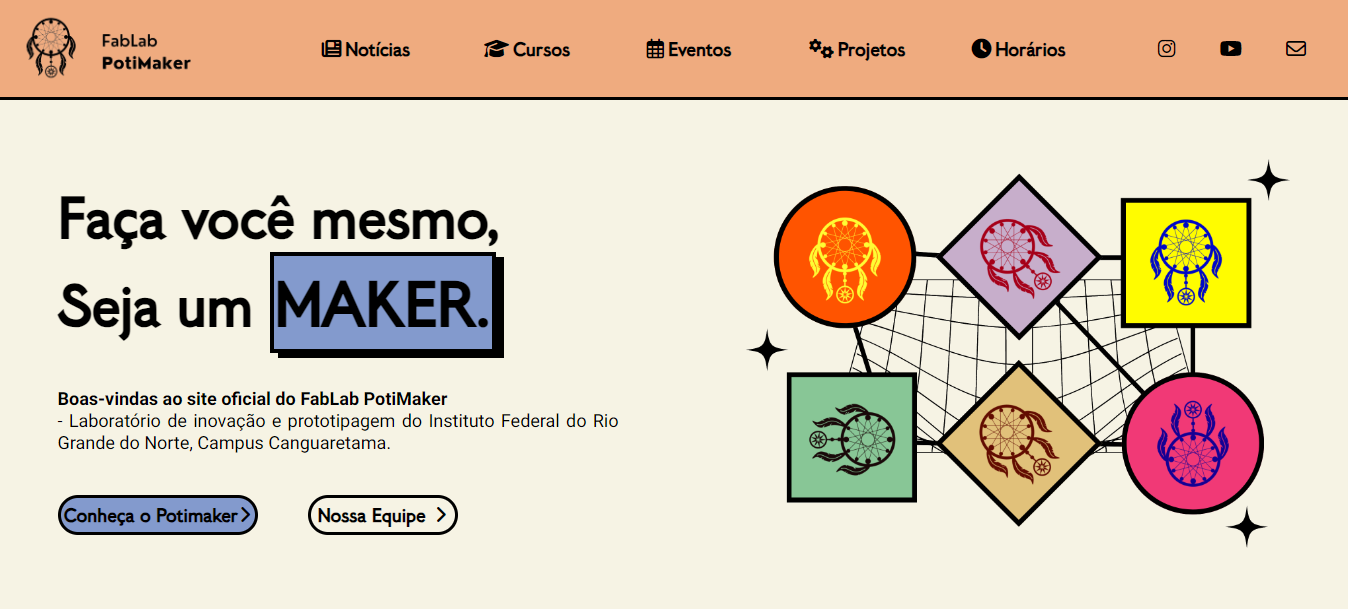 FabLab
PotiMaker
Notícias
Cursos
Eventos
Projetos
Horários
Faça você mesmo,
Seja um MAKER.
Boas-vindas ao site oficial do FabLab PotiMaker
- Laboratório de inovação e prototipagem do Instituto Federal do Rio
Grande do Norte, Campus Canguaretama.
Conheça o Potimaker
Nossa Equipe